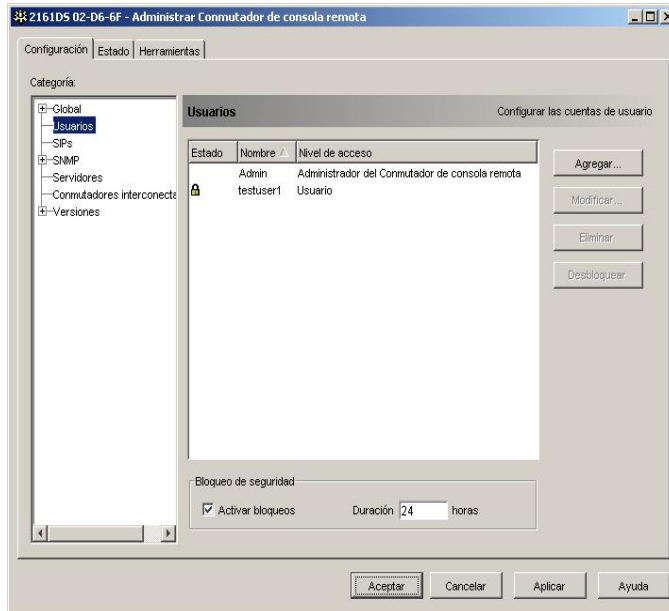 2161DS 02-D6-6F - Administrar Conmutador de consola remota
Configuración Estado Herramientas
Categoría:
Global
Usuarios
SIPs
SNMP
Servidores
Conmutadores interconecta
Versiones
Usuarios
Configurar las cuentas de usuario
Estado Nombre Nivel de acceso
Admin Administrador del Conmutador de consola remota
testuser1 Usuario
Agregar...
Modificar...
Eliminar
Desbloquear
Bloqueo de seguridad
Activar bloqueos Duración 24 horas
Aceptar Cancelar Aplicar Ayuda